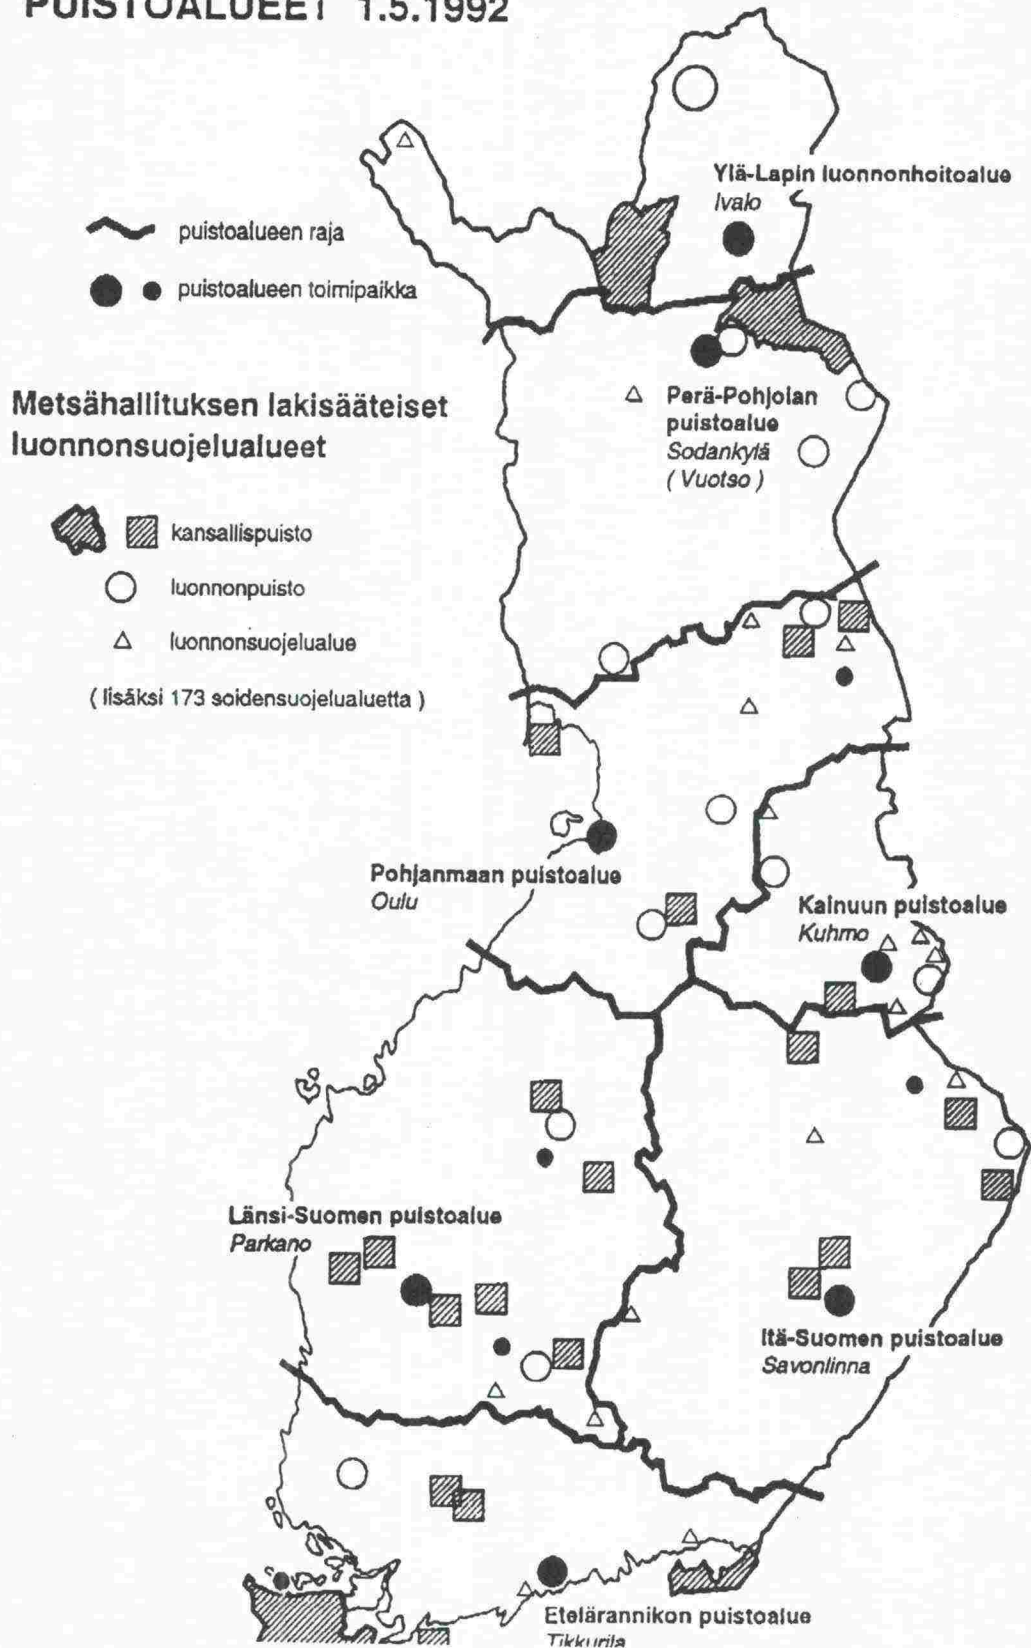 PUISTOALUEET 1.5.1992
Ylä-Lapin luonnonhoitoalue
Ivalo
puistoalueen raja
puistoalueen toimipaikka
Metsähallituksen lakisääteiset
luonnonsuojelualueet
Perä-Pohjolan
puistoalue
Sodankylä
( Vuotso )
kansallispuisto
luonnonpuisto
luonnonsuojelualue
( lisäksi 173 soidensuojelualuetta )
Pohjanmaan puistoalue
Oulu
Kainuun puistoalue
Kuhmo
Länsi-Suomen puistoalue
Parkano
Itä-Suomen puistoalue
Savonlinna
Etelärannikon puistoalue
Tikkurila